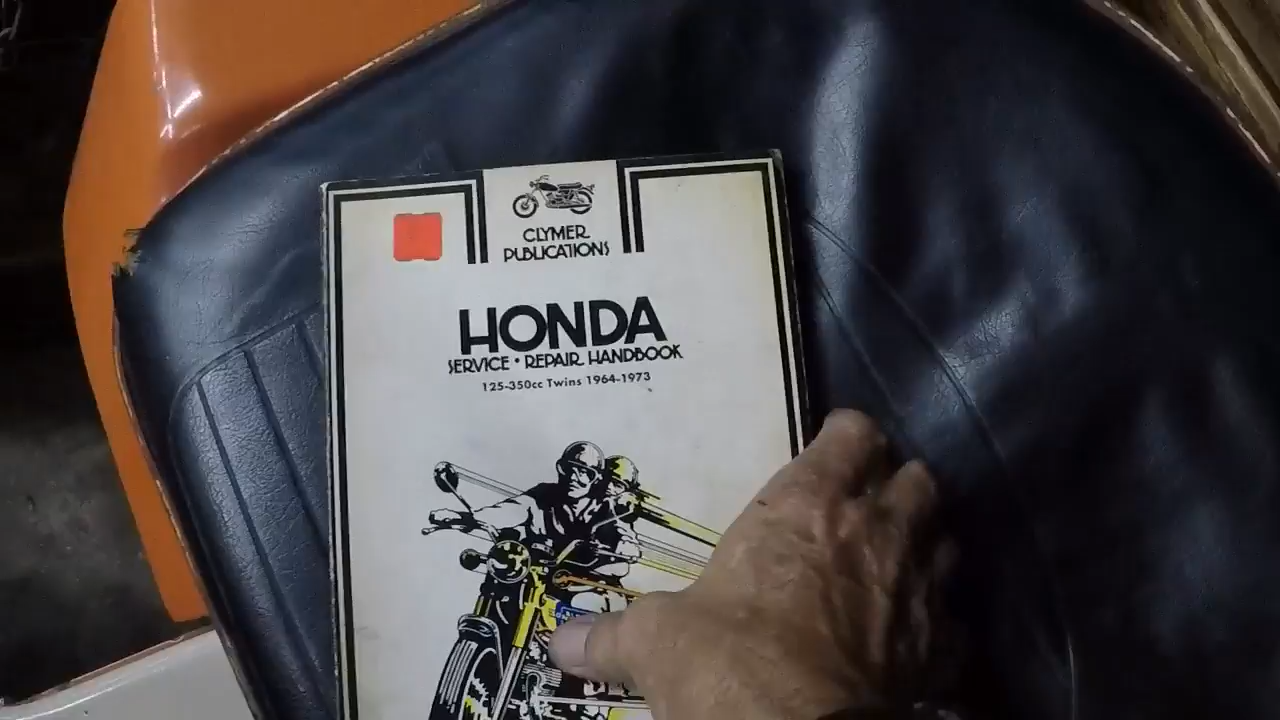 CLYMER
PUBLICATIONS
HONDA
SERVICE • REPAIR HANDBOOK
125-350cc Twins 1964-1973